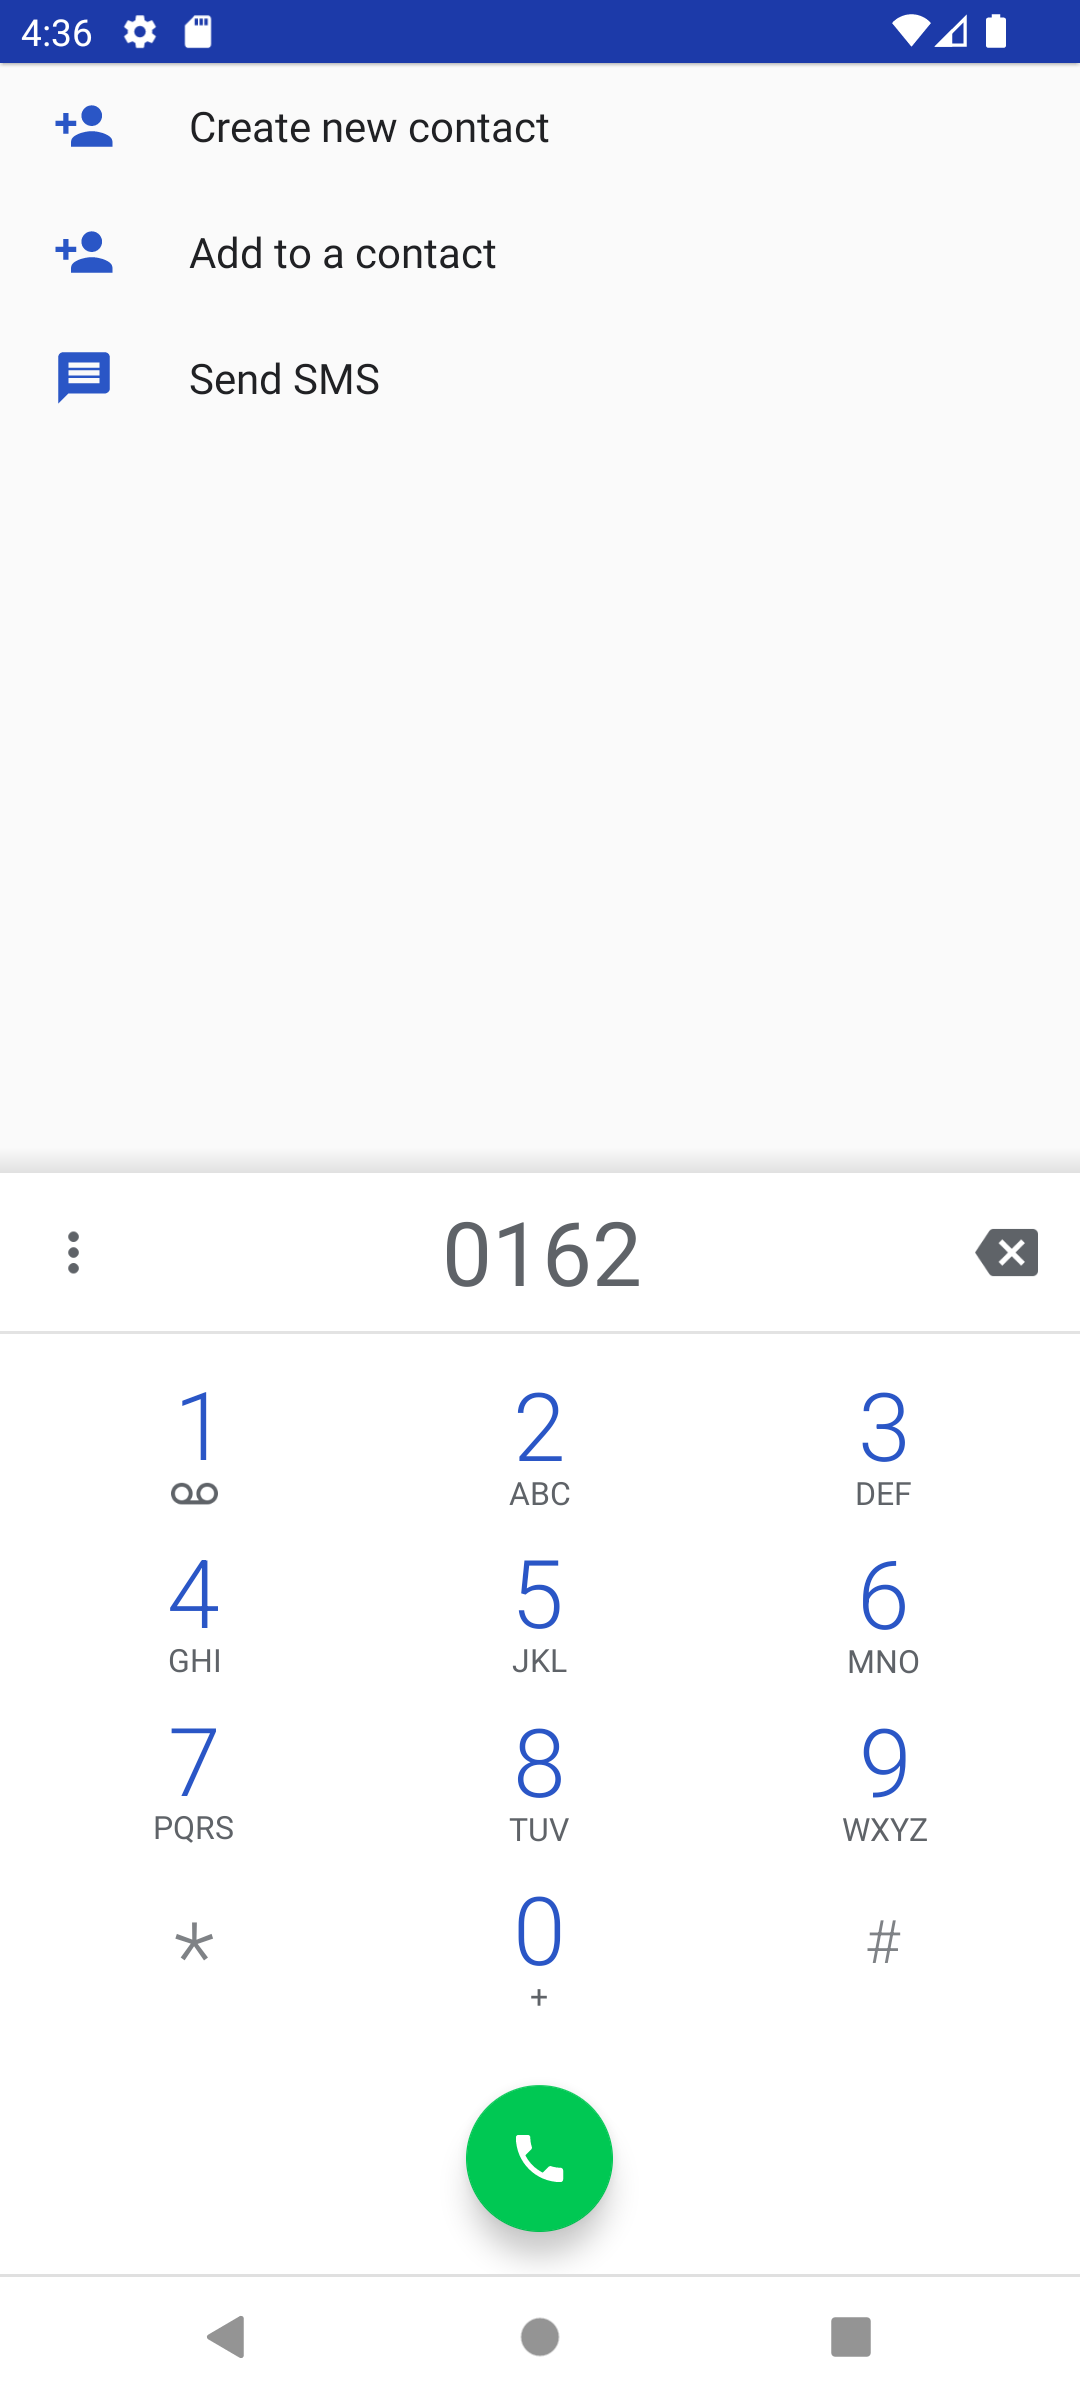 4:36
Create new contact
Add to a contact
Send SMS
0162
1 2 3
ABC DEF
4 5 6
GHI JKL MNO
7 8 9
PQRS TUV WXYZ
* 0 #
+